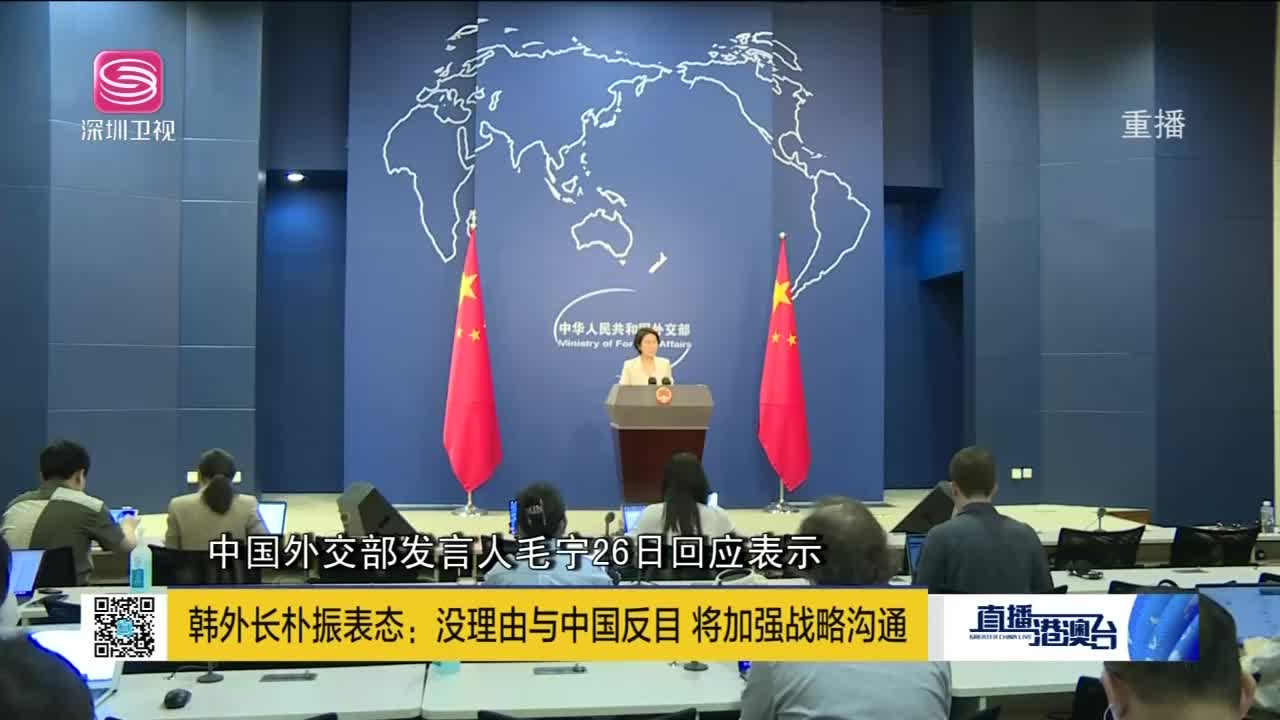 深圳卫视
重播
中华人民共和国外交部
Ministry of Foreign Affairs
中国外交部发言人毛宁26日回应表示
韩外长朴振表态：没理由与中国反目 将加强战略沟通
直播港澳台
GREATER CHINA LIVE